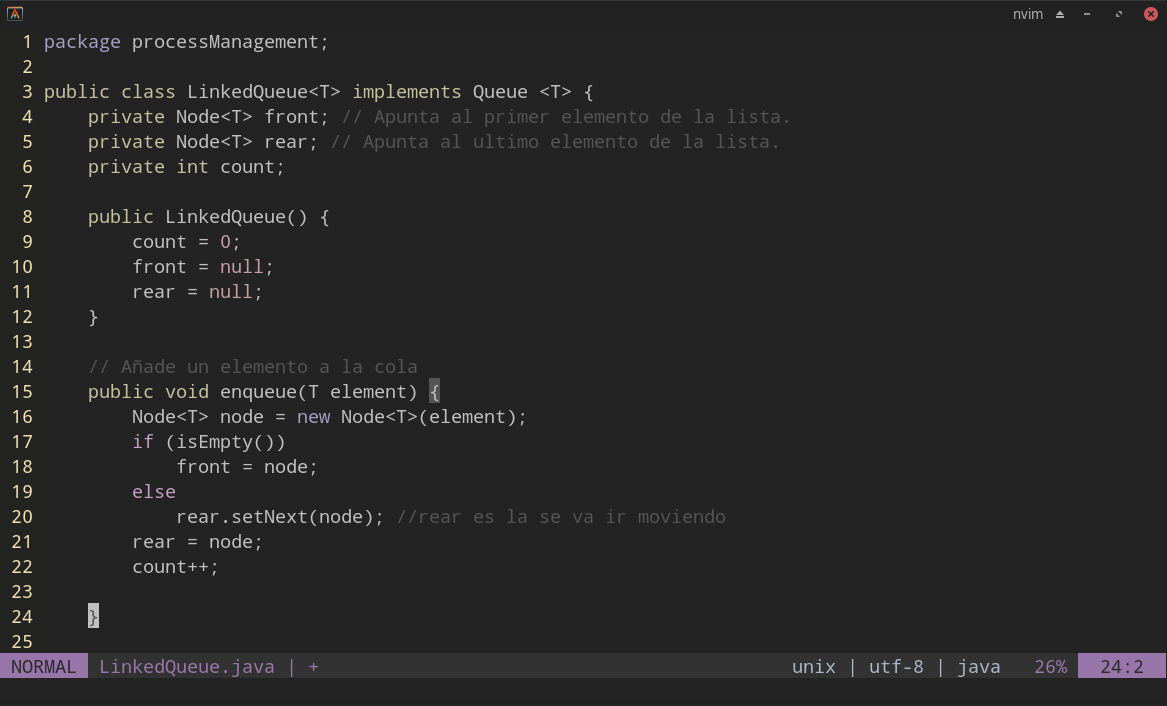 nvim
1 package processManagement;
2
3 public class LinkedQueue<T> implements Queue <T> {
4     private Node<T> front; // Apunta al primer elemento de la lista.
5     private Node<T> rear; // Apunta al ultimo elemento de la lista.
6     private int count;
7
8     public LinkedQueue() {
9         count = 0;
10         front = null;
11         rear = null;
12     }
13
14     // Añade un elemento a la cola
15     public void enqueue(T element) {
16         Node<T> node = new Node<T>(element);
17         if (isEmpty())
18             front = node;
19         else
20             rear.setNext(node); //rear es la se va ir moviendo
21         rear = node;
22         count++;
23
24     }
25
NORMAL LinkedQueue.java | + unix | utf-8 | java 26% 24:2